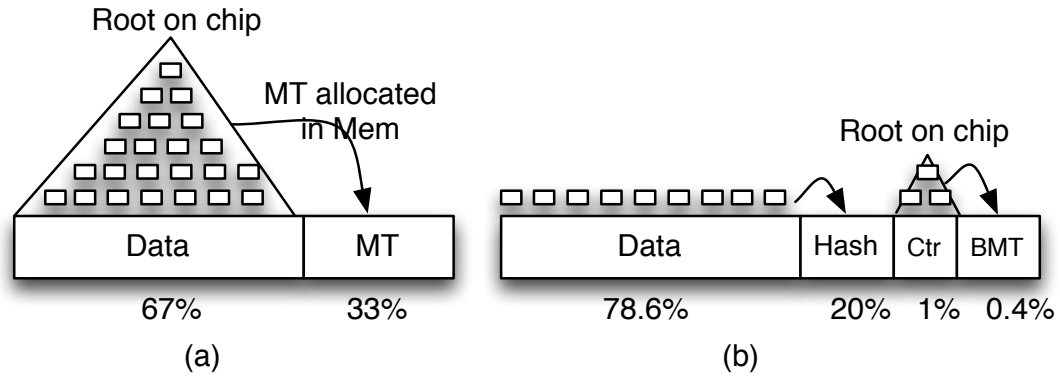 Root on chip
MT allocated
in Mem
Data
MT
67%
33%
(a)
Root on chip
Data
Hash
Ctr
BMT
78.6%
20%
1%
0.4%
(b)